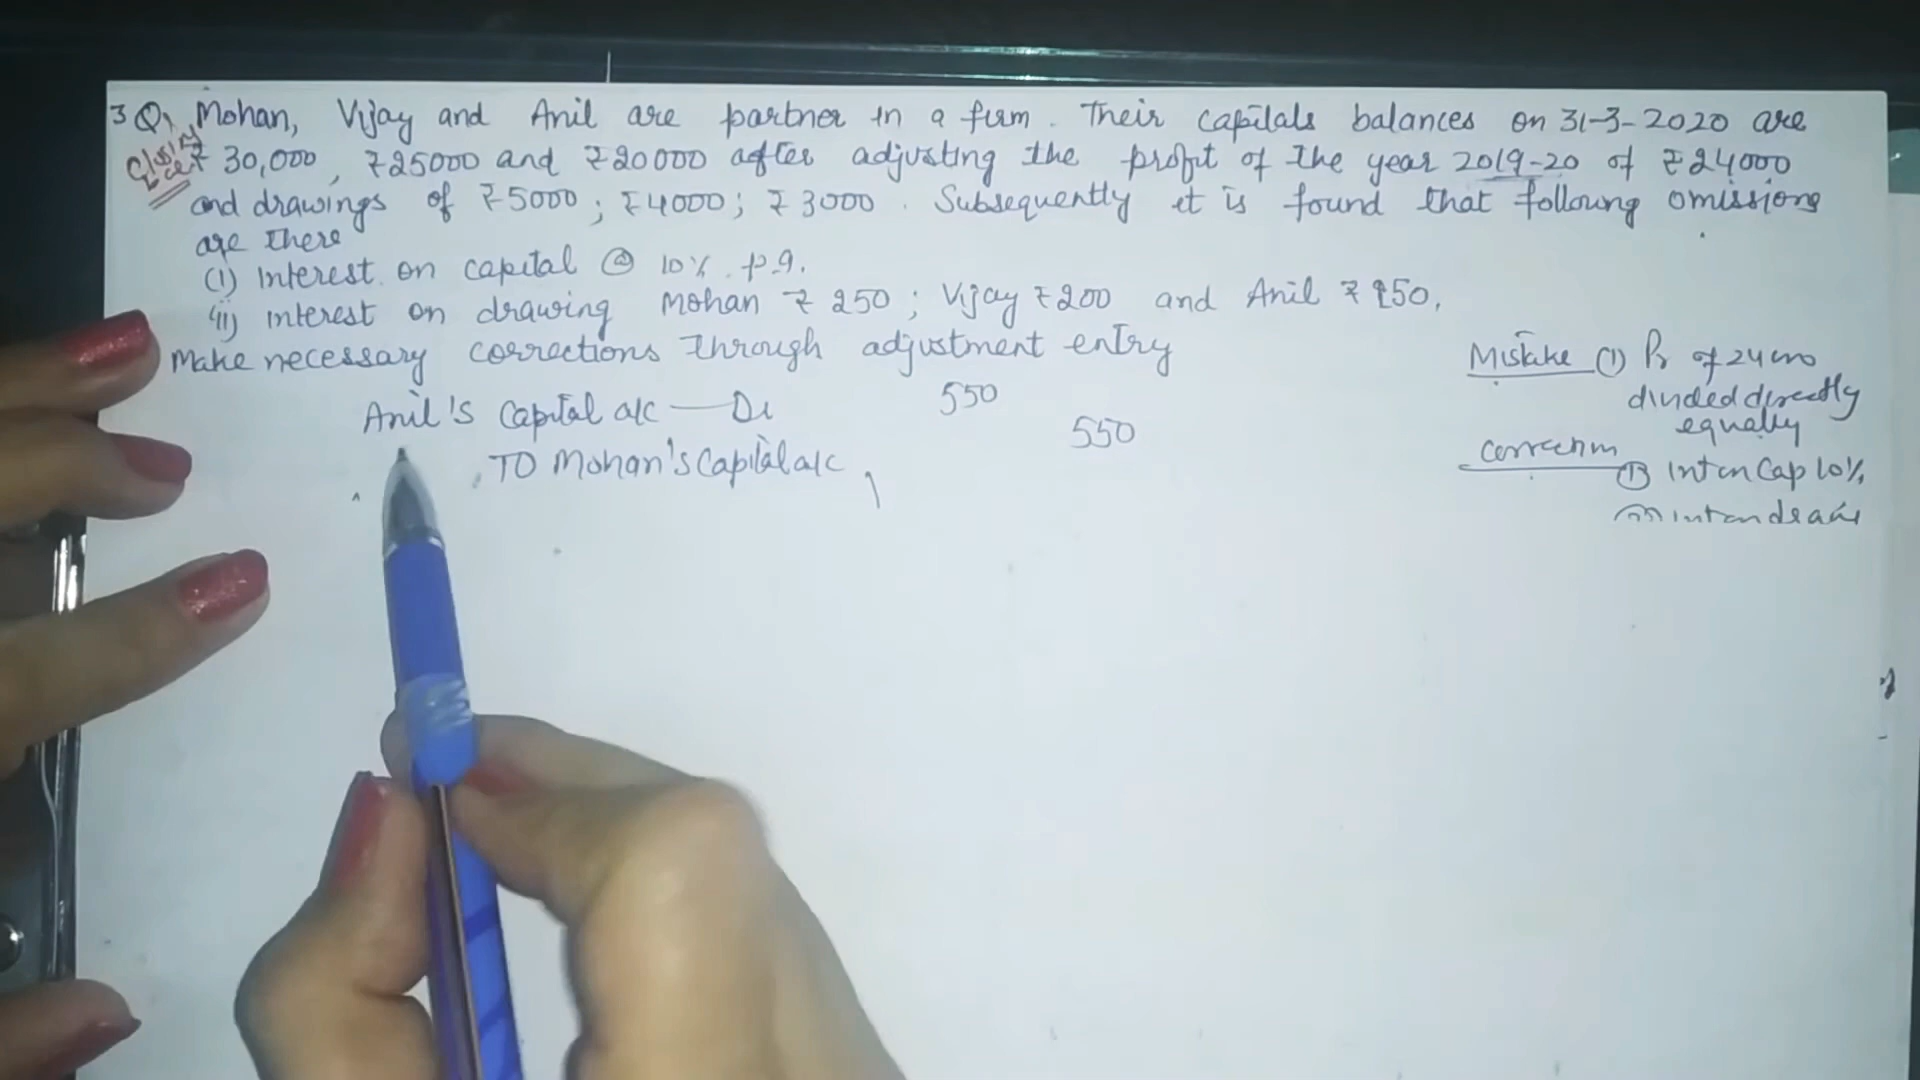 3 Q, Mohan, Vijay and Anil are partner in a firm. Their capitals balances on 31-3-2020 are
₹ 30,000, ₹25000 and ₹20000 after adjusting the profit of the year 2019-20 of ₹24000
and drawings of ₹5000; ₹4000; ₹3000. Subsequently it is found that following omissions
are there
(i) Interest on capital @ 10% p.a.
(ii) interest on drawing Mohan ₹ 250; Vijay ₹200 and Anil ₹ 150.
Make necessary corrections through adjustment entry
Anil's Capital a/c — Dr 550
To Mohan's Capital a/c 550
Mistake (1) Pr of 24000
divided directly
equally
Correction
(1) Int on Cap 10%